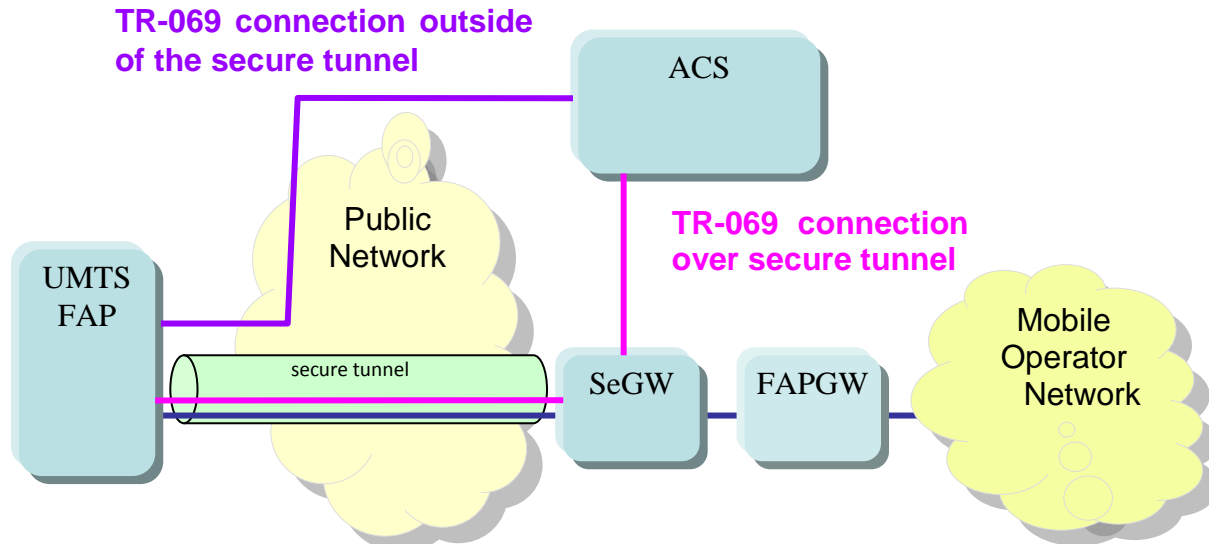 TR-069 connection outside
of the secure tunnel
ACS
Public
Network
TR-069 connection
over secure tunnel
UMTS
FAP
secure tunnel
SeGW
FAPGW
Mobile
Operator
Network